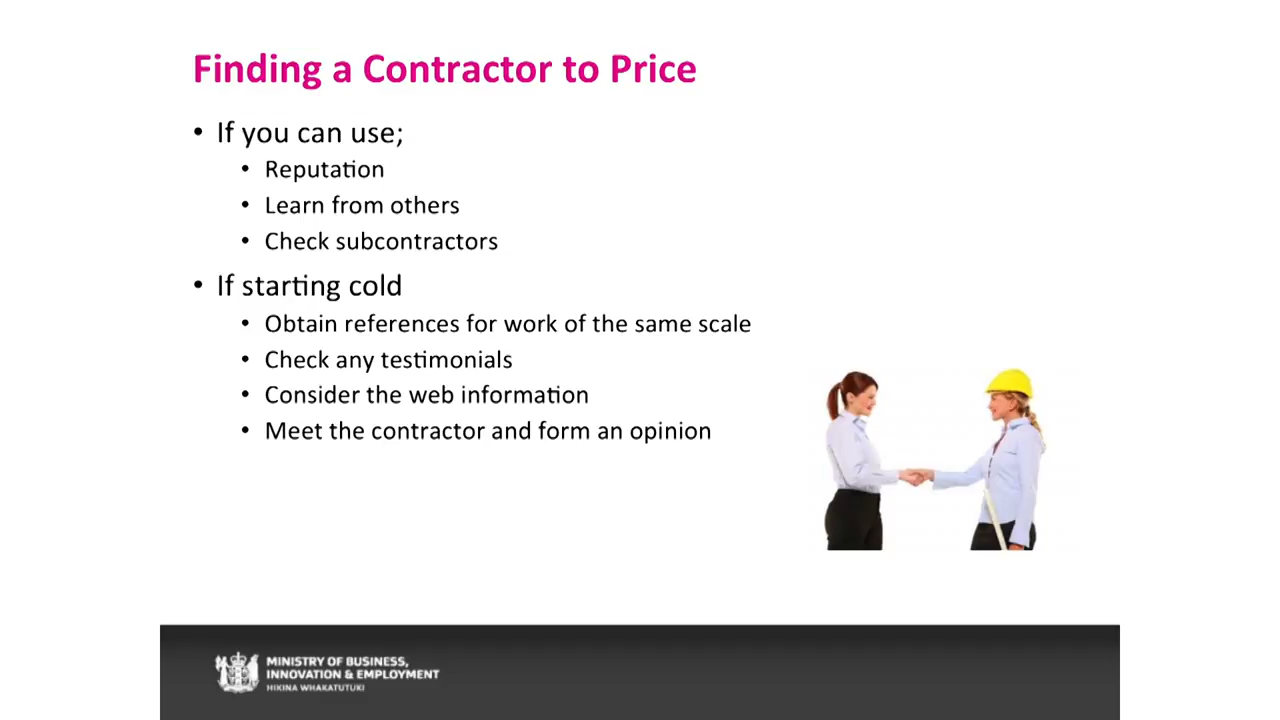 Finding a Contractor to Price
• If you can use;
• Reputation
• Learn from others
• Check subcontractors
• If starting cold
• Obtain references for work of the same scale
• Check any testimonials
• Consider the web information
• Meet the contractor and form an opinion
MINISTRY OF BUSINESS,
INNOVATION & EMPLOYMENT
HIKINA WHAKATUTUKI